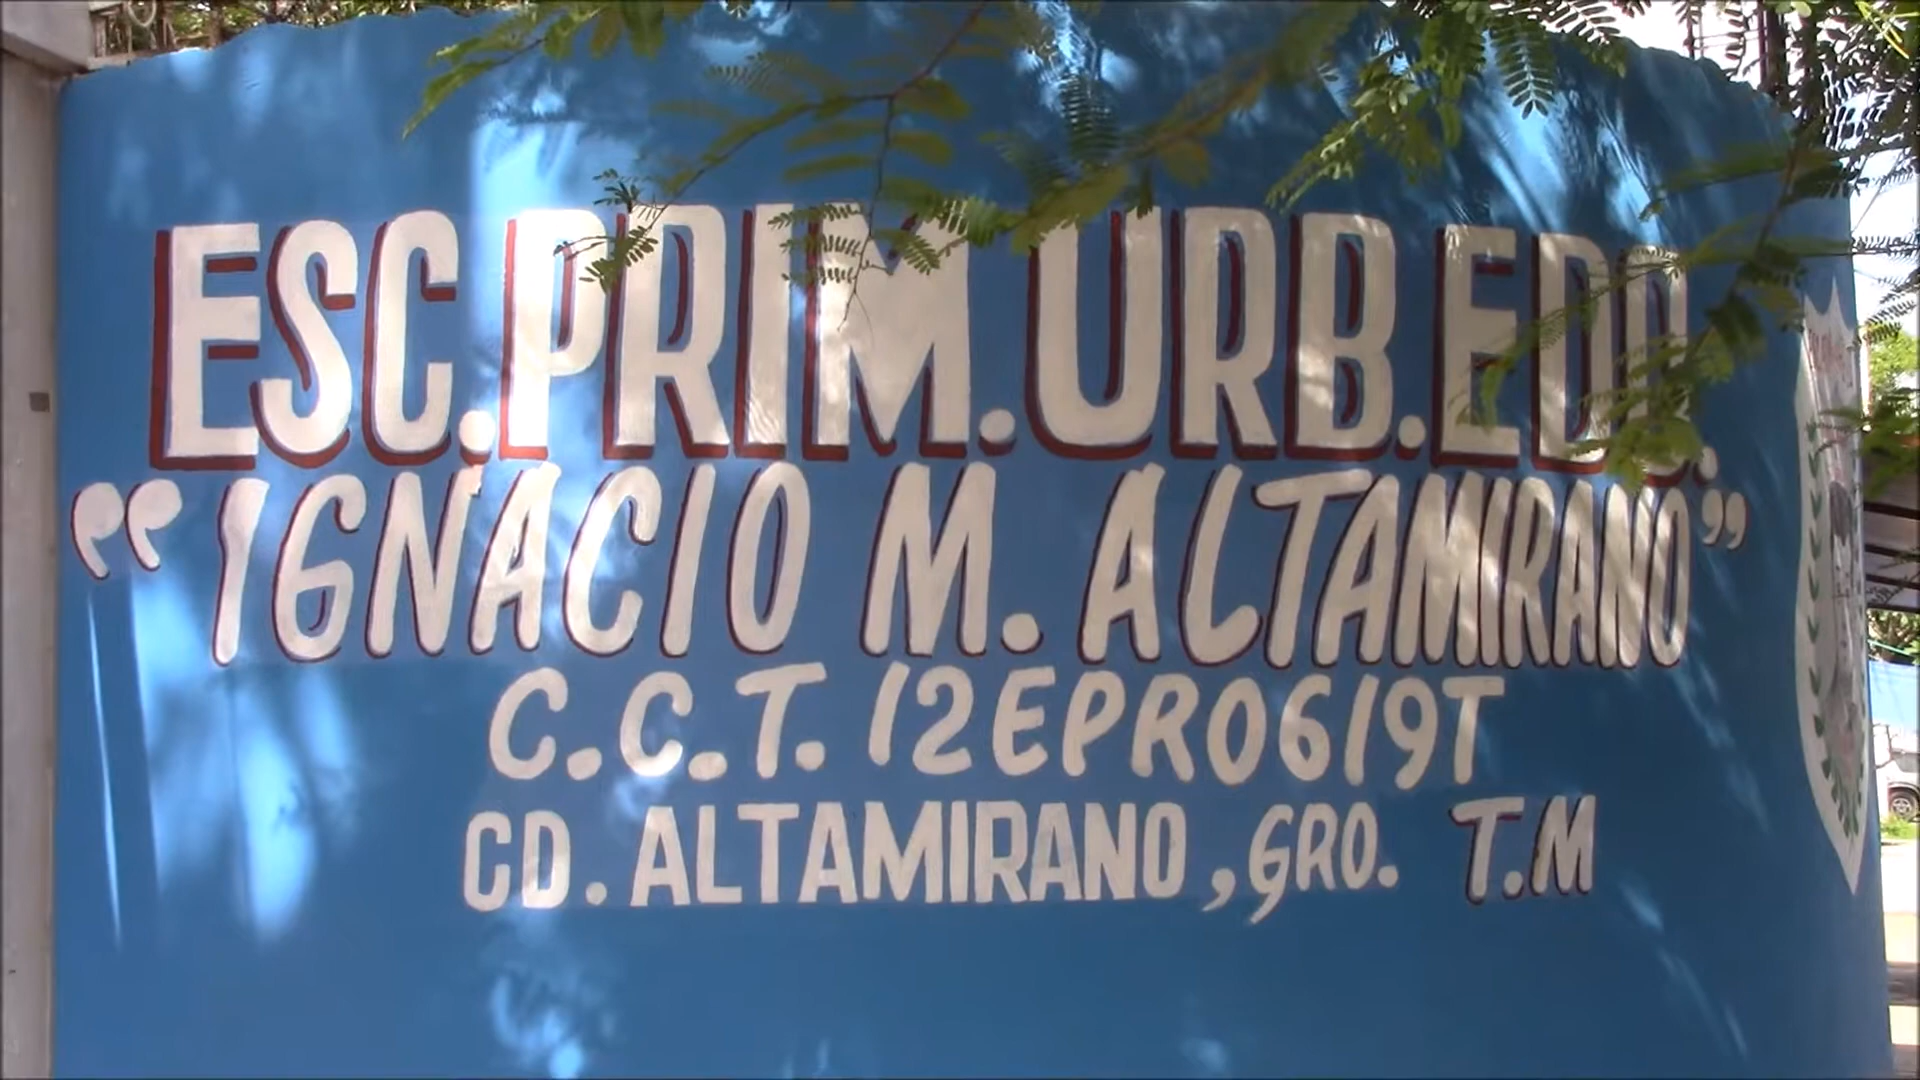 ESC.PRIM.URB.EDO.
“IGNACIO M. ALTAMIRANO”
C.C.T. 12EPR0619T
CD. ALTAMIRANO, GRO. T.M